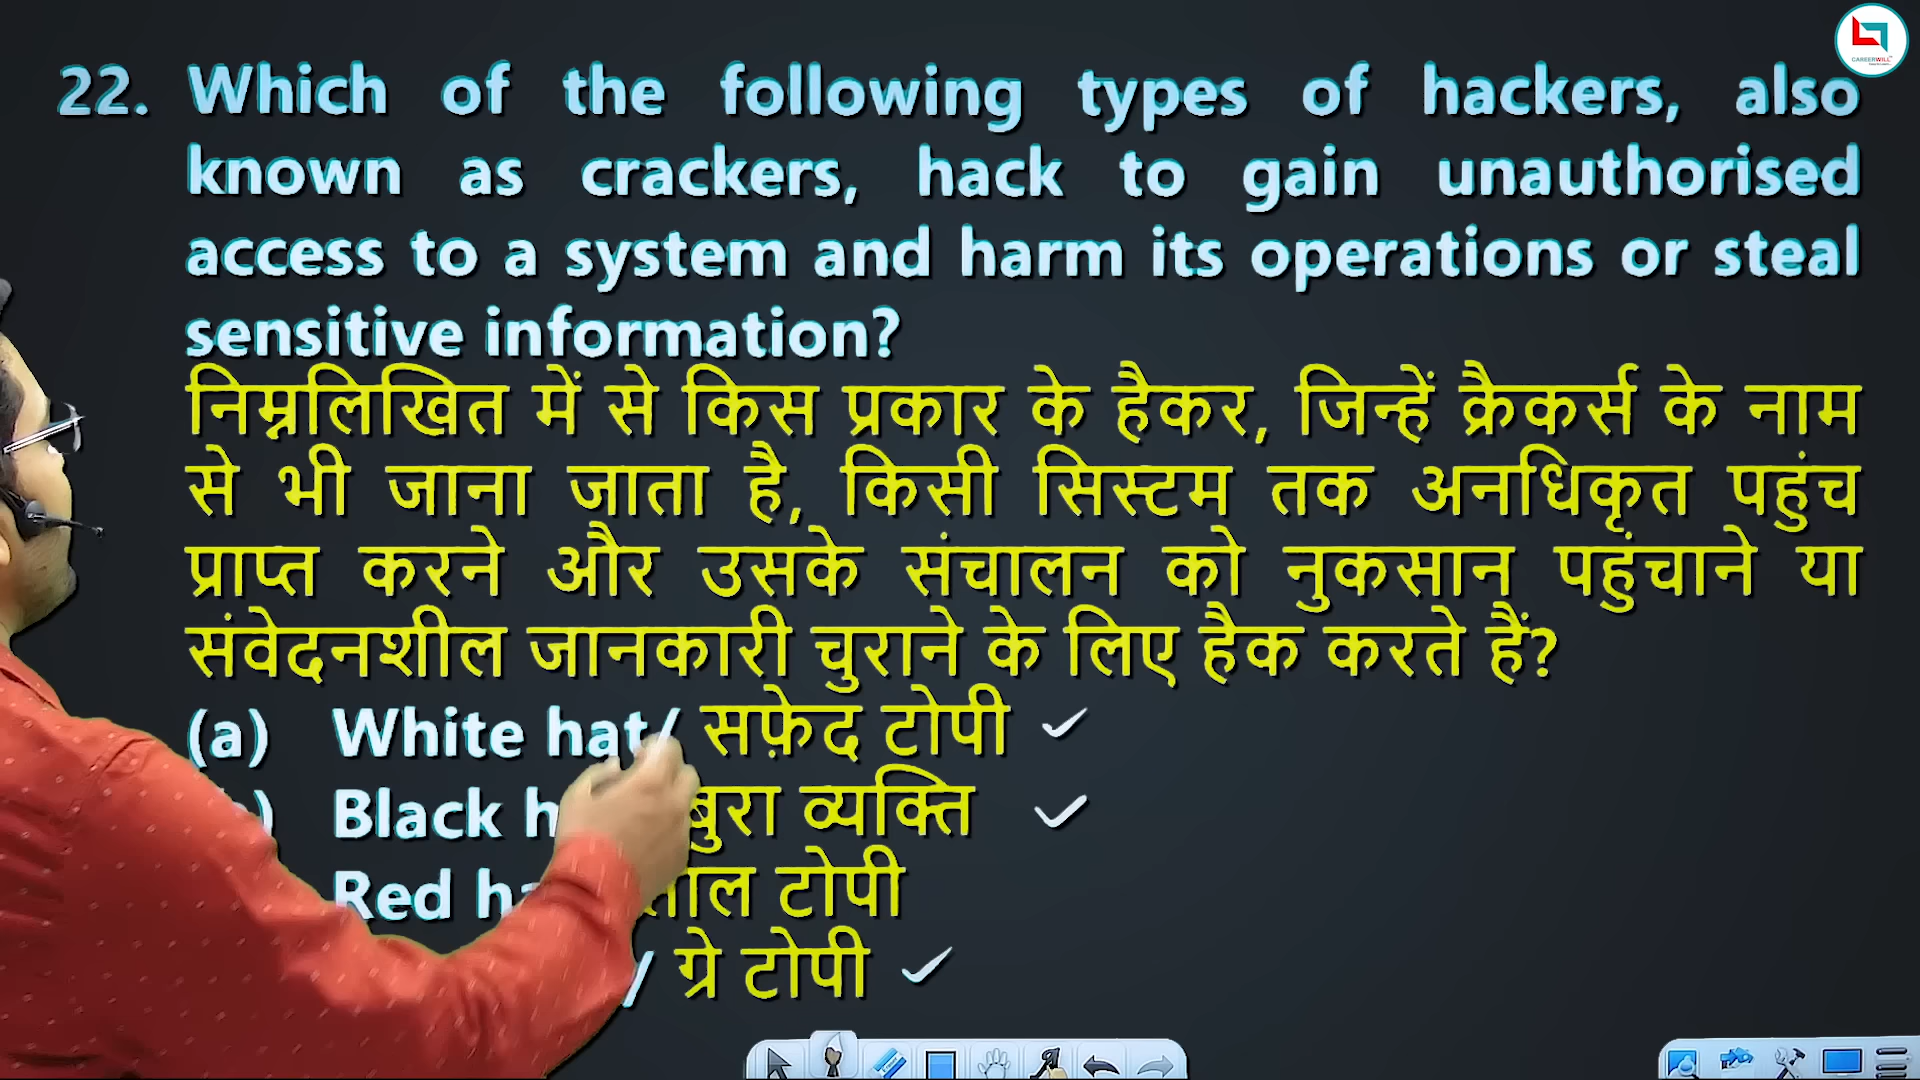 CAREERWILL
22. Which of the following types of hackers, also
known as crackers, hack to gain unauthorised
access to a system and harm its operations or steal
sensitive information?
निम्नलिखित में से किस प्रकार के हैकर, जिन्हें क्रैकर्स के नाम
से भी जाना जाता है, किसी सिस्टम तक अनधिकृत पहुंच
प्राप्त करने और उसके संचालन को नुकसान पहुंचाने या
संवेदनशील जानकारी चुराने के लिए हैक करते हैं?
(a) White hat/ सफ़ेद टोपी
Black बुरा व्यक्ति
Red टोपी
/ ग्रे टोपी